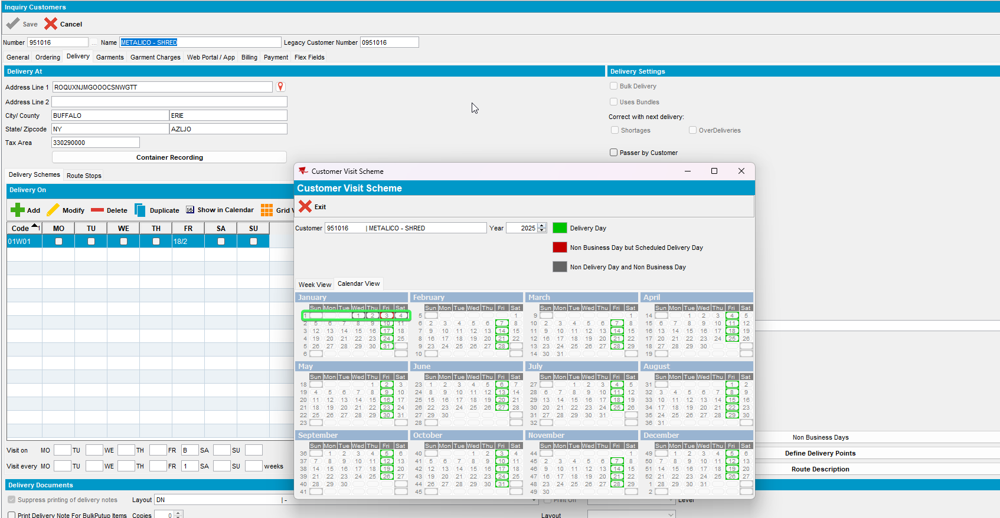 Inquiry Customers
Save Cancel
Number 951016 ... Name METALICO - SHRED Legacy Customer Number 0951016
General Ordering Delivery Garments Garment Charges Web Portal / App Billing Payment Flex Fields
Delivery At
Address Line 1 ROQUXNJMGOOOCSNWGTT
Address Line 2
City/ County BUFFALO ERIE
State/ Zipcode NY AZLJO
Tax Area 330290000
Container Recording
Delivery Settings
Bulk Delivery
Uses Bundles
Correct with next delivery:
Shortages OverDeliveries
Passer by Customer
Delivery Schemes Route Stops
Delivery On
Add Modify Delete Duplicate 16 Show in Calendar Grid V
Code 1 MO TU WE TH FR SA SU
01W01 18/2
Visit on MO TU WE TH FR B SA SU
Visit every MO TU WE TH FR 1 SA SU weeks
Delivery Documents
Suppress printing of delivery notes Layout DN | -
Print Delivery Note For BulkPutup Items Copies 0
Customer Visit Scheme
Customer Visit Scheme
Exit
Customer 951016 | METALICO - SHRED Year 2025 Delivery Day
Non Business Day but Scheduled Delivery Day
Non Delivery Day and Non Business Day
Week View Calendar View
January
Sun Mon Tue Wed Thu Fri Sat
1 1 2 3 4
2 5 6 7 8 9 10 11
3 12 13 14 15 16 17 18
4 19 20 21 22 23 24 25
5 26 27 28 29 30 31
6
February
Sun Mon Tue Wed Thu Fri Sat
5 1
6 2 3 4 5 6 7 8
7 9 10 11 12 13 14 15
8 16 17 18 19 20 21 22
9 23 24 25 26 27 28
10
March
Sun Mon Tue Wed Thu Fri Sat
9 1
10 2 3 4 5 6 7 8
11 9 10 11 12 13 14 15
12 16 17 18 19 20 21 22
13 23 24 25 26 27 28 29
14 30 31
April
Sun Mon Tue Wed Thu Fri Sat
14 1 2 3 4 5
15 6 7 8 9 10 11 12
16 13 14 15 16 17 18 19
17 20 21 22 23 24 25 26
18 27 28 29 30
19
May
Sun Mon Tue Wed Thu Fri Sat
18 1 2 3
19 4 5 6 7 8 9 10
20 11 12 13 14 15 16 17
21 18 19 20 21 22 23 24
22 25 26 27 28 29 30 31
23
June
Sun Mon Tue Wed Thu Fri Sat
23 1 2 3 4 5 6 7
24 8 9 10 11 12 13 14
25 15 16 17 18 19 20 21
26 22 23 24 25 26 27 28
27 29 30
28
July
Sun Mon Tue Wed Thu Fri Sat
27 1 2 3 4 5
28 6 7 8 9 10 11 12
29 13 14 15 16 17 18 19
30 20 21 22 23 24 25 26
31 27 28 29 30 31
32
August
Sun Mon Tue Wed Thu Fri Sat
31 1 2
32 3 4 5 6 7 8 9
33 10 11 12 13 14 15 16
34 17 18 19 20 21 22 23
35 24 25 26 27 28 29 30
36 31
September
Sun Mon Tue Wed Thu Fri Sat
36 1 2 3 4 5 6
37 7 8 9 10 11 12 13
38 14 15 16 17 18 19 20
39 21 22 23 24 25 26 27
40 28 29 30
41
October
Sun Mon Tue Wed Thu Fri Sat
40 1 2 3 4
41 5 6 7 8 9 10 11
42 12 13 14 15 16 17 18
43 19 20 21 22 23 24 25
44 26 27 28 29 30 31
45
November
Sun Mon Tue Wed Thu Fri Sat
44 1
45 2 3 4 5 6 7 8
46 9 10 11 12 13 14 15
47 16 17 18 19 20 21 22
48 23 24 25 26 27 28 29
49 30
December
Sun Mon Tue Wed Thu Fri Sat
49 1 2 3 4 5 6
50 7 8 9 10 11 12 13
51 14 15 16 17 18 19 20
52 21 22 23 24 25 26 27
1 28 29 30 31
2
Non Business Days
Define Delivery Points
Route Description
Print On Level
Layout